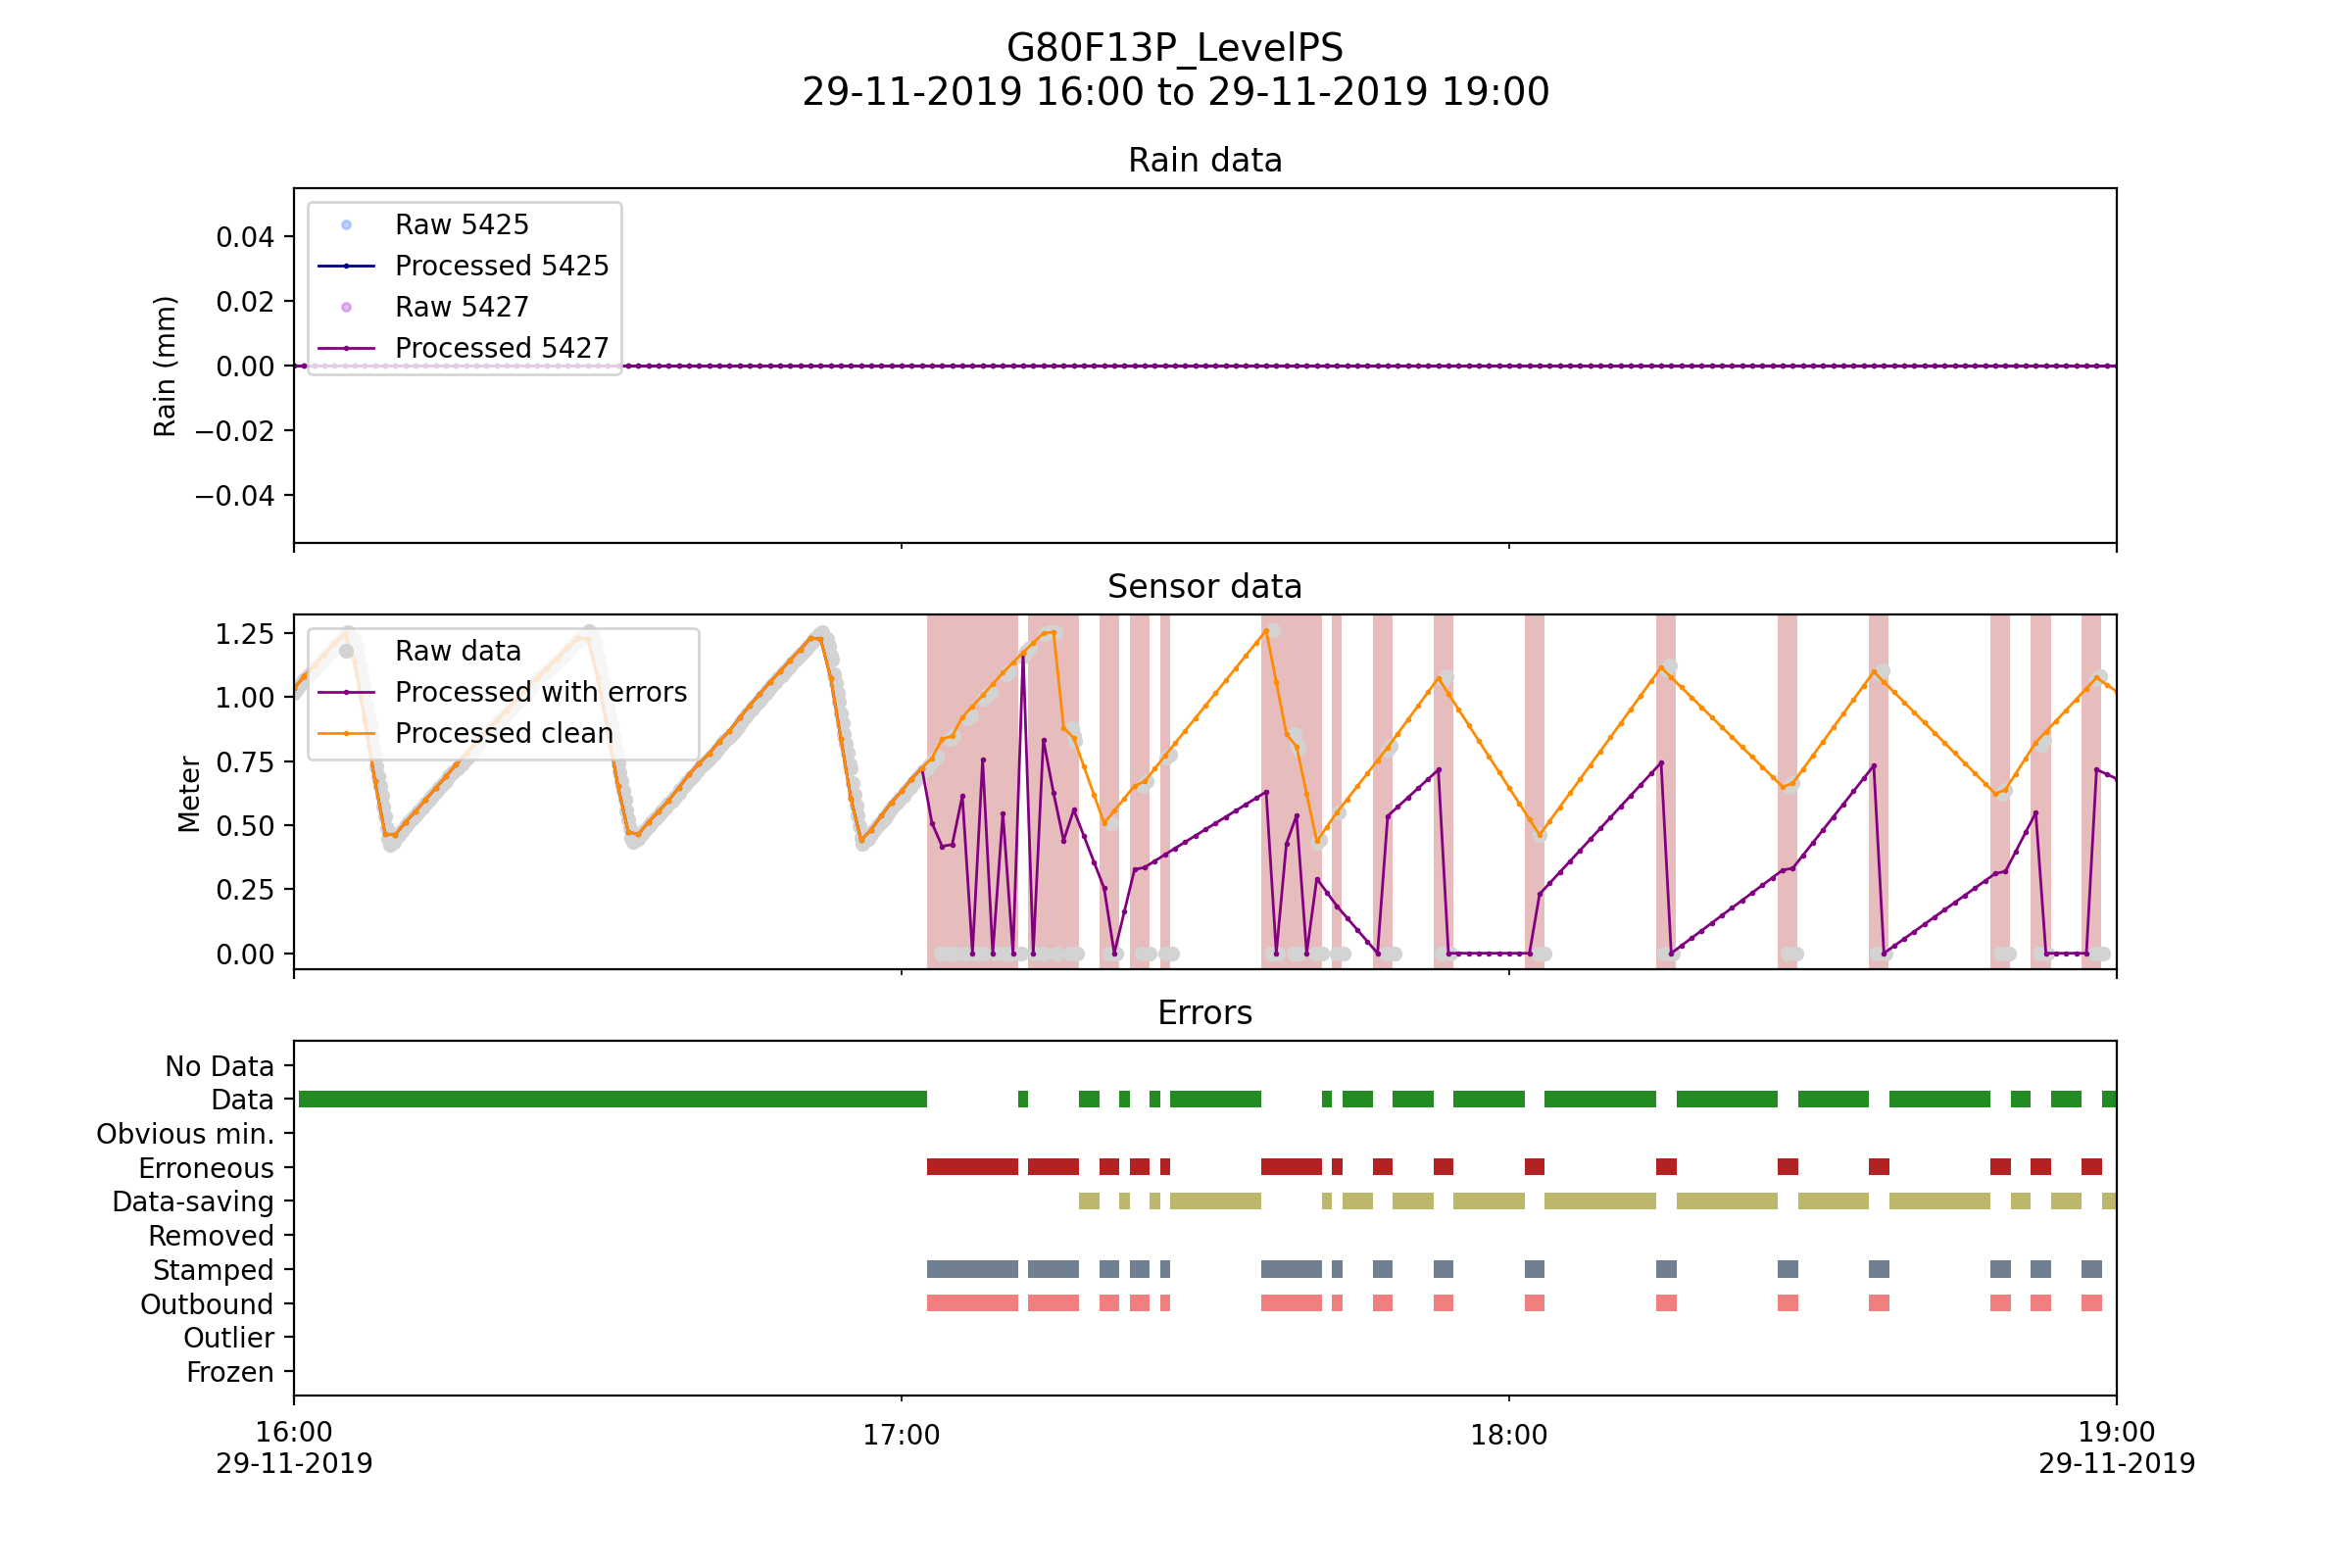 G80F13P_LevelPS
29-11-2019 16:00 to 29-11-2019 19:00
Rain data
Rain (mm)
0.04
0.02
0.00
−0.02
−0.04
Raw 5425
Processed 5425
Raw 5427
Processed 5427
Sensor data
Meter
1.25
1.00
0.75
0.50
0.25
0.00
Raw data
Processed with errors
Processed clean
Errors
No Data
Data
Obvious min.
Erroneous
Data-saving
Removed
Stamped
Outbound
Outlier
Frozen
16:00
29-11-2019
17:00
18:00
19:00
29-11-2019